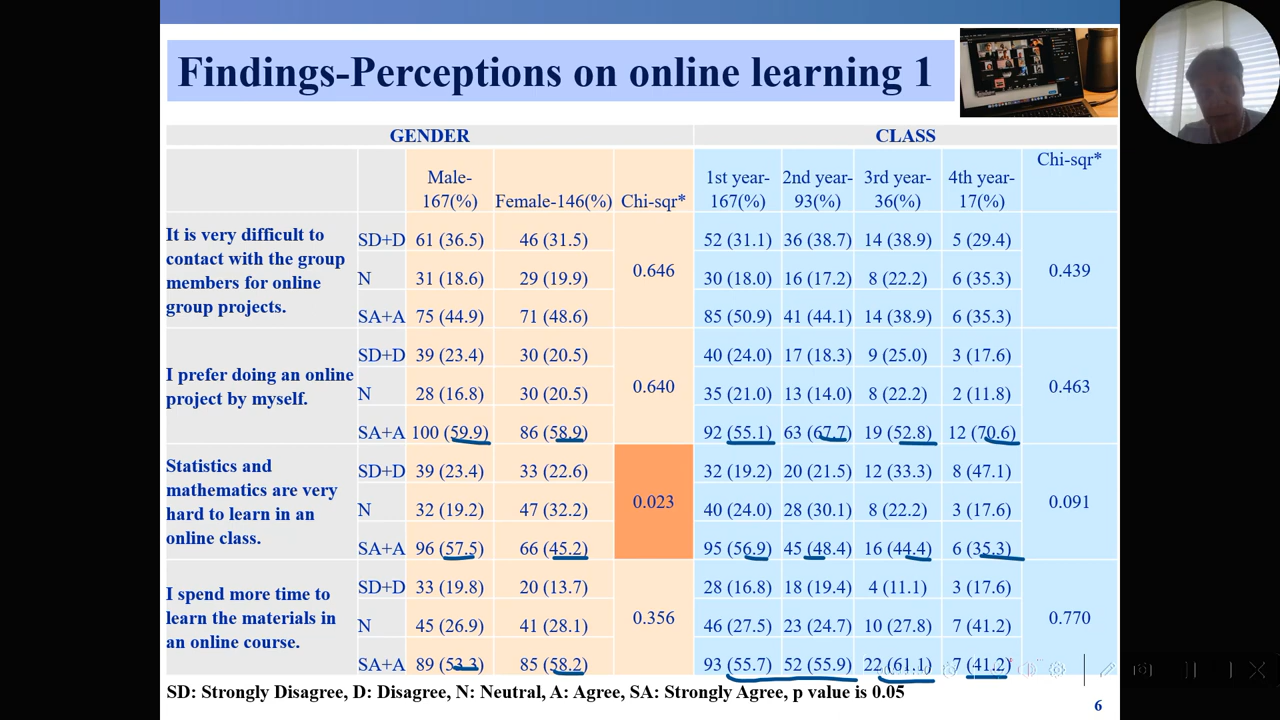 Findings-Perceptions on online learning 1
GENDER CLASS
Male-167(%) Female-146(%) Chi-sqr* 1st year-167(%) 2nd year-93(%) 3rd year-36(%) 4th year-17(%) Chi-sqr*
It is very difficult to contact with the group members for online group projects.
SD+D 61 (36.5) 46 (31.5) 0.646 52 (31.1) 36 (38.7) 14 (38.9) 5 (29.4) 0.439
N 31 (18.6) 29 (19.9) 30 (18.0) 16 (17.2) 8 (22.2) 6 (35.3)
SA+A 75 (44.9) 71 (48.6) 85 (50.9) 41 (44.1) 14 (38.9) 6 (35.3)
I prefer doing an online project by myself.
SD+D 39 (23.4) 30 (20.5) 0.640 40 (24.0) 17 (18.3) 9 (25.0) 3 (17.6) 0.463
N 28 (16.8) 30 (20.5) 35 (21.0) 13 (14.0) 8 (22.2) 2 (11.8)
SA+A 100 (59.9) 86 (58.9) 92 (55.1) 63 (67.7) 19 (52.8) 12 (70.6)
Statistics and mathematics are very hard to learn in an online class.
SD+D 39 (23.4) 33 (22.6) 0.023 32 (19.2) 20 (21.5) 12 (33.3) 8 (47.1) 0.091
N 32 (19.2) 47 (32.2) 40 (24.0) 28 (30.1) 8 (22.2) 3 (17.6)
SA+A 96 (57.5) 66 (45.2) 95 (56.9) 45 (48.4) 16 (44.4) 6 (35.3)
I spend more time to learn the materials in an online course.
SD+D 33 (19.8) 20 (13.7) 0.356 28 (16.8) 18 (19.4) 4 (11.1) 3 (17.6) 0.770
N 45 (26.9) 41 (28.1) 46 (27.5) 23 (24.7) 10 (27.8) 7 (41.2)
SA+A 89 (53.3) 85 (58.2) 93 (55.7) 52 (55.9) 22 (61.1) 7 (41.2)
SD: Strongly Disagree, D: Disagree, N: Neutral, A: Agree, SA: Strongly Agree, p value is 0.05
6